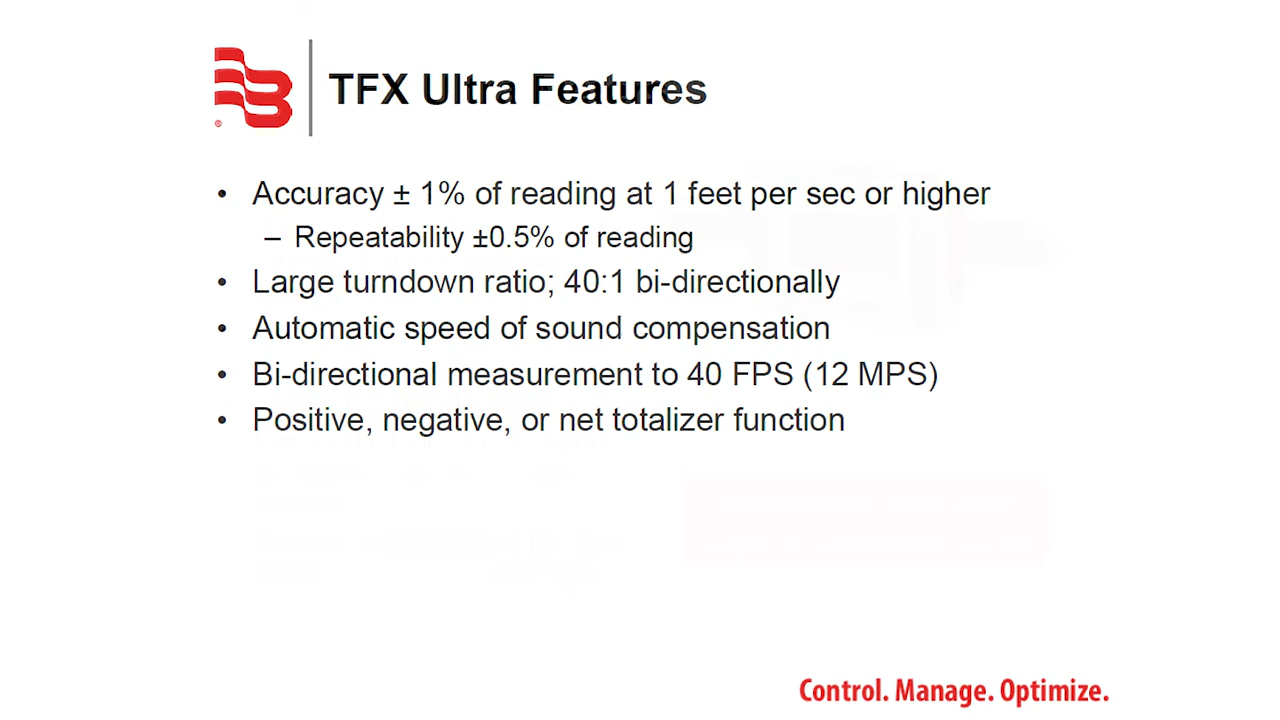 TFX Ultra Features
• Accuracy ± 1% of reading at 1 feet per sec or higher
– Repeatability ±0.5% of reading
• Large turndown ratio; 40:1 bi-directionally
• Automatic speed of sound compensation
• Bi-directional measurement to 40 FPS (12 MPS)
• Positive, negative, or net totalizer function
®
Control. Manage. Optimize.